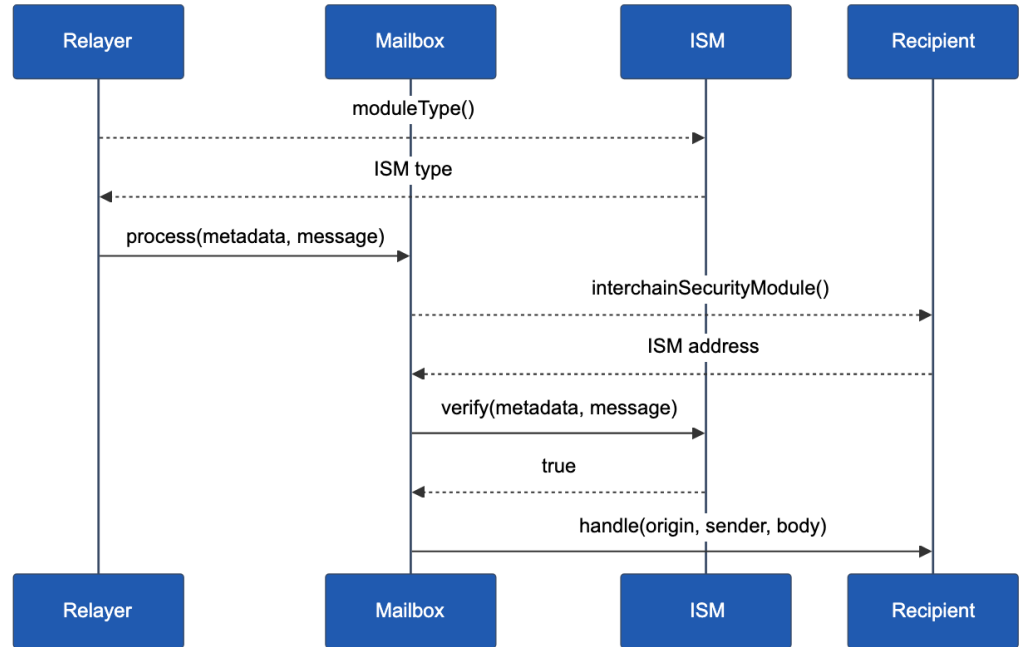 Relayer
Mailbox
ISM
Recipient
moduleType()
ISM type
process(metadata, message)
interchainSecurityModule()
ISM address
verify(metadata, message)
true
handle(origin, sender, body)
Relayer
Mailbox
ISM
Recipient